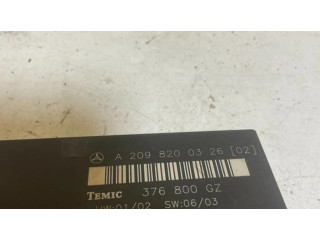 A 209 820 03 26 [02]
TEMIC 376 800 GZ
HW:01/02 SW:06/03